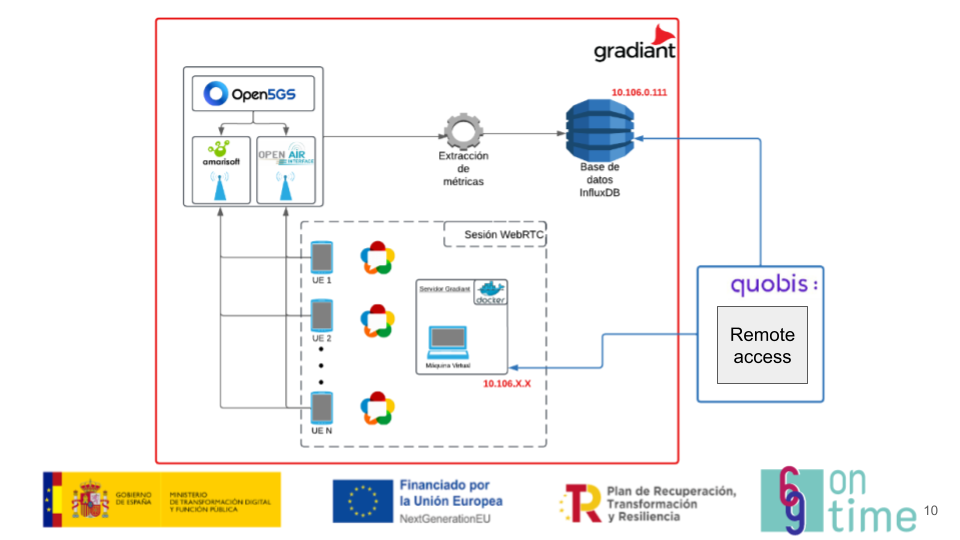 gradiant
10.106.0.111
Open5GS
amarisoft
OPEN AIR
INTERFACE
Extracción
de
métricas
Base de
datos
InfluxDB
Sesión WebRTC
UE 1
UE 2
UE N
Servidor Gradiant
docker
Máquina Virtual
10.106.X.X
quobis:
Remote
access
GOBIERNO
DE ESPAÑA
MINISTERIO
DE TRANSFORMACIÓN DIGITAL
Y FUNCIÓN PÚBLICA
Financiado por
la Unión Europea
NextGenerationEU
Plan de Recuperación,
Transformación
y Resiliencia
6G
on
time
10